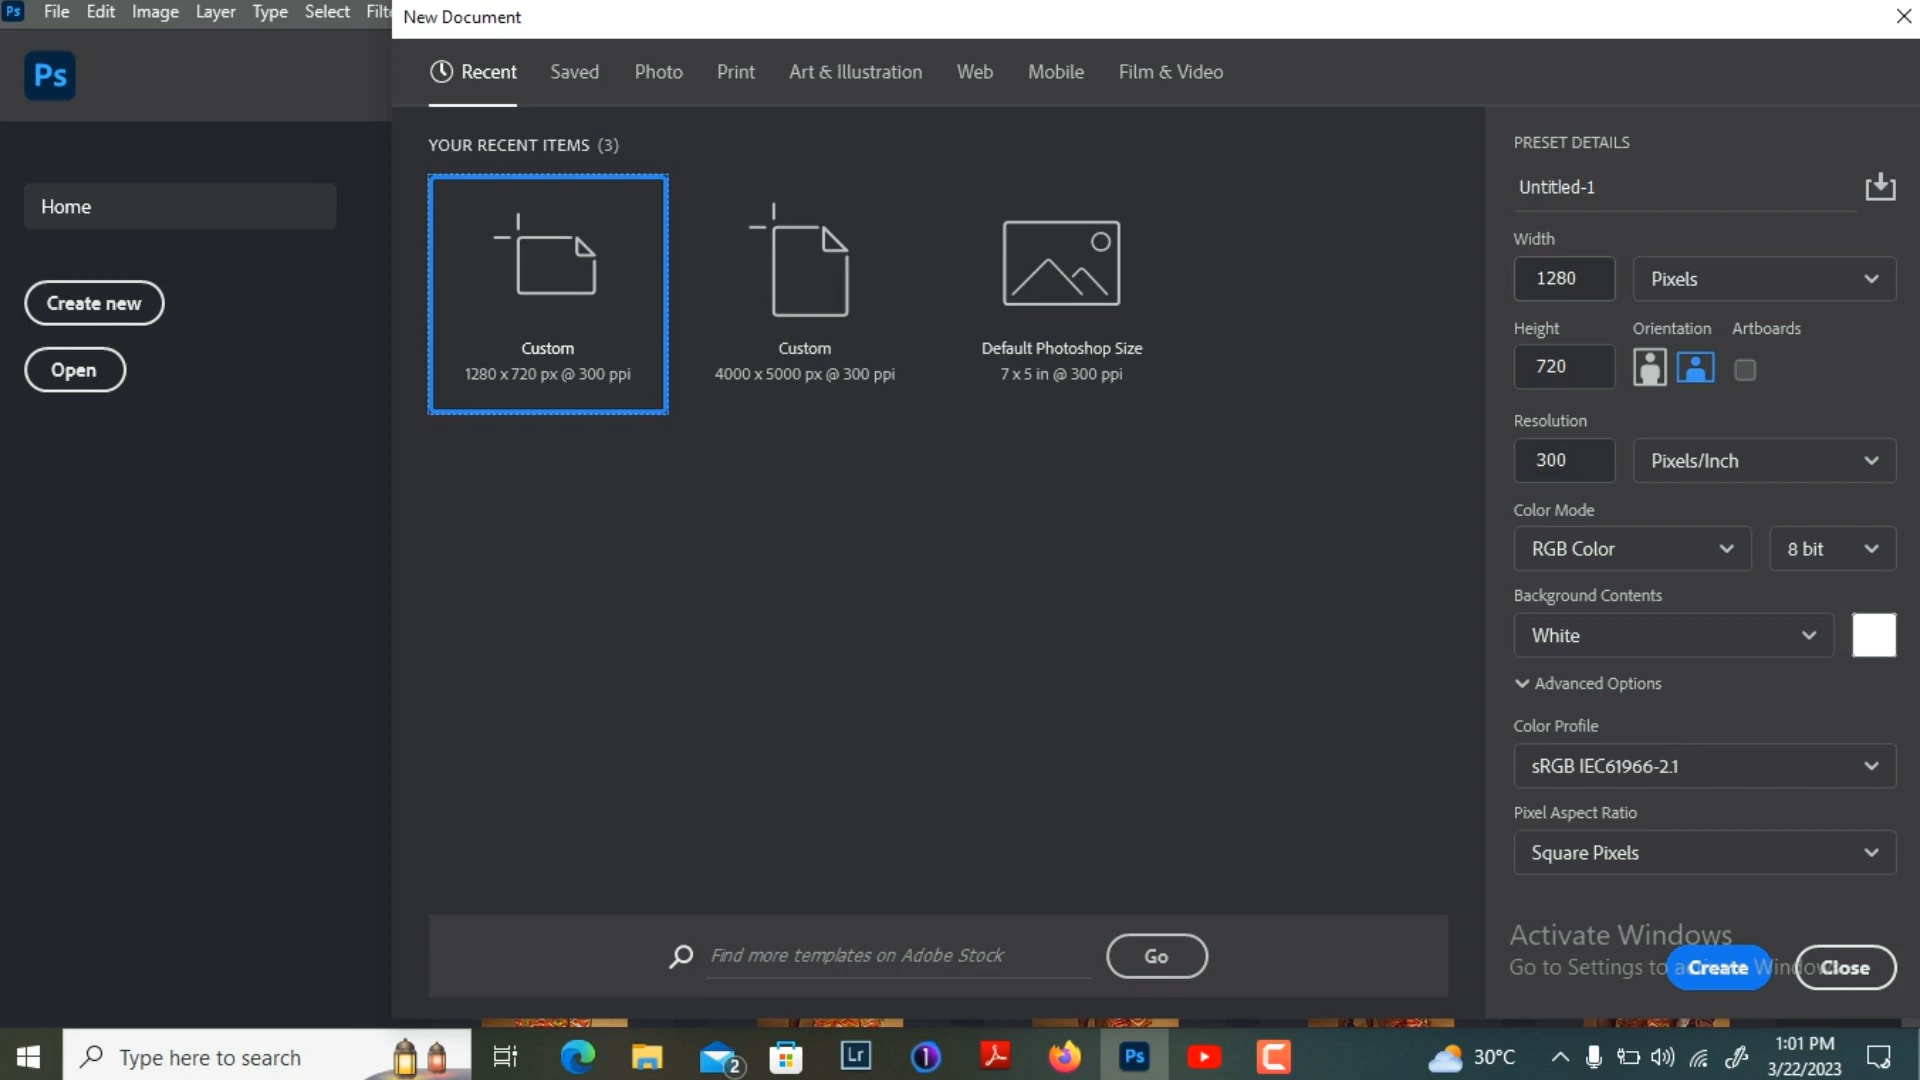 Ps File Edit Image Layer Type Select
New Document
Ps
Home
Create new
Open
Recent Saved Photo Print Art & Illustration Web Mobile Film & Video
YOUR RECENT ITEMS (3)
Custom
1280 x 720 px @ 300 ppi
Custom
4000 x 5000 px @ 300 ppi
Default Photoshop Size
7 x 5 in @ 300 ppi
Find more templates on Adobe Stock
Go
PRESET DETAILS
Untitled-1
Width
1280 Pixels
Height Orientation Artboards
720
Resolution
300 Pixels/Inch
Color Mode
RGB Color 8 bit
Background Contents
White
Advanced Options
Color Profile
sRGB IEC61966-2.1
Pixel Aspect Ratio
Square Pixels
Activate Windows
Go to Settings to
Create
Close
Type here to search
2
Lr
Ps
30°C
1:01 PM
3/22/2023